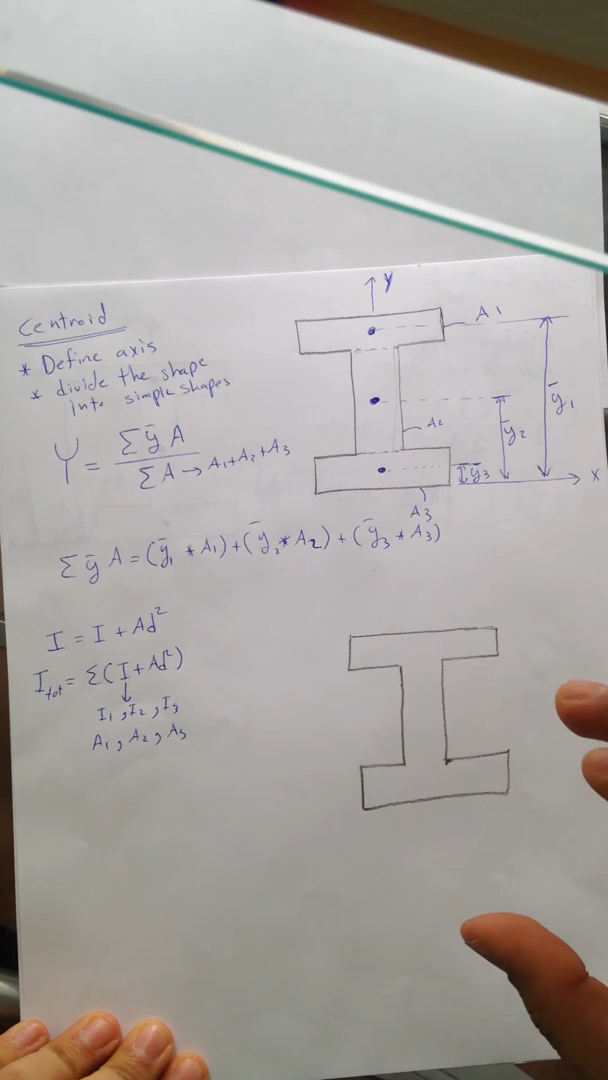 Centroid
* Define axis
* divide the shape
into simple shapes
Y = Σ ȳ A / Σ A → A₁+A₂+A₃
Σ ȳ A = (ȳ₁ * A₁) + (ȳ₂ * A₂) + (ȳ₃ * A₃)
I = I + Ad²
I tot = Σ(I + Ad²)
↓
I₁, I₂, I₃
A₁, A₂, A₃
Y
A1
ȳ₁
A2
ȳ₂
ȳ3
X
A3